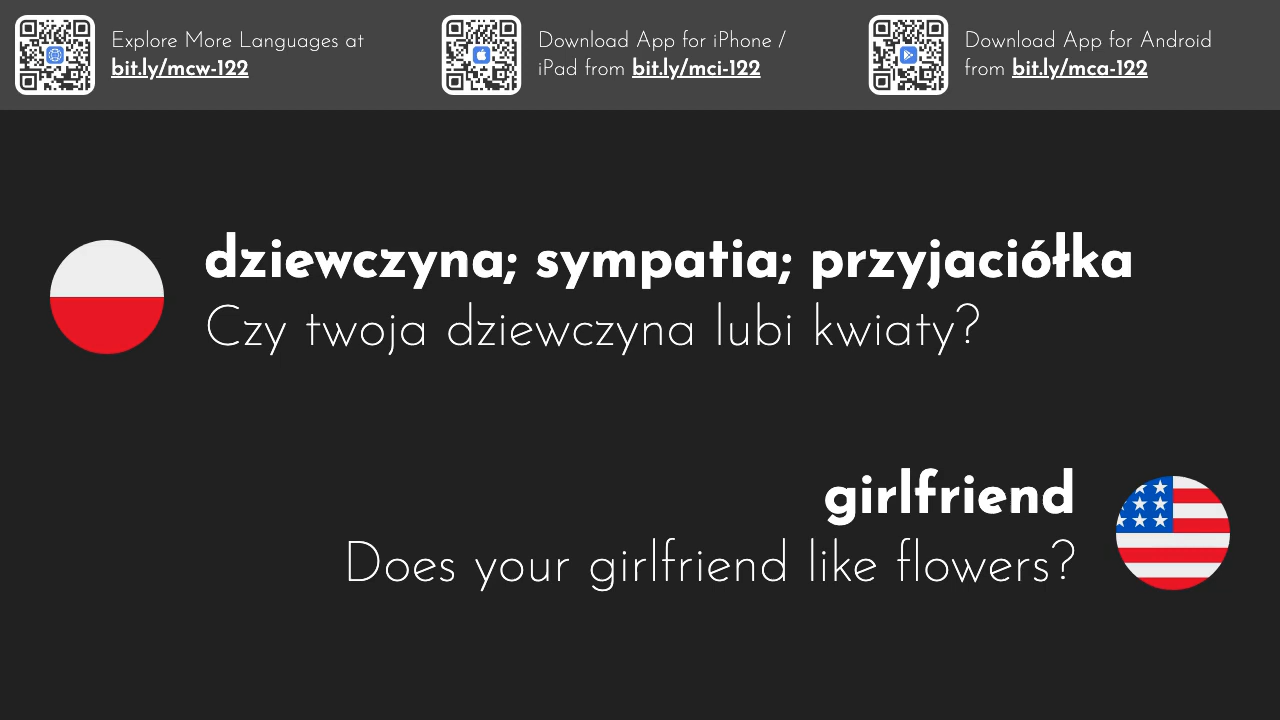 Explore More Languages at
bit.ly/mcw-122
Download App for iPhone /
iPad from bit.ly/mci-122
Download App for Android
from bit.ly/mca-122
dziewczyna; sympatia; przyjaciółka
Czy twoja dziewczyna lubi kwiaty?
girlfriend
Does your girlfriend like flowers?